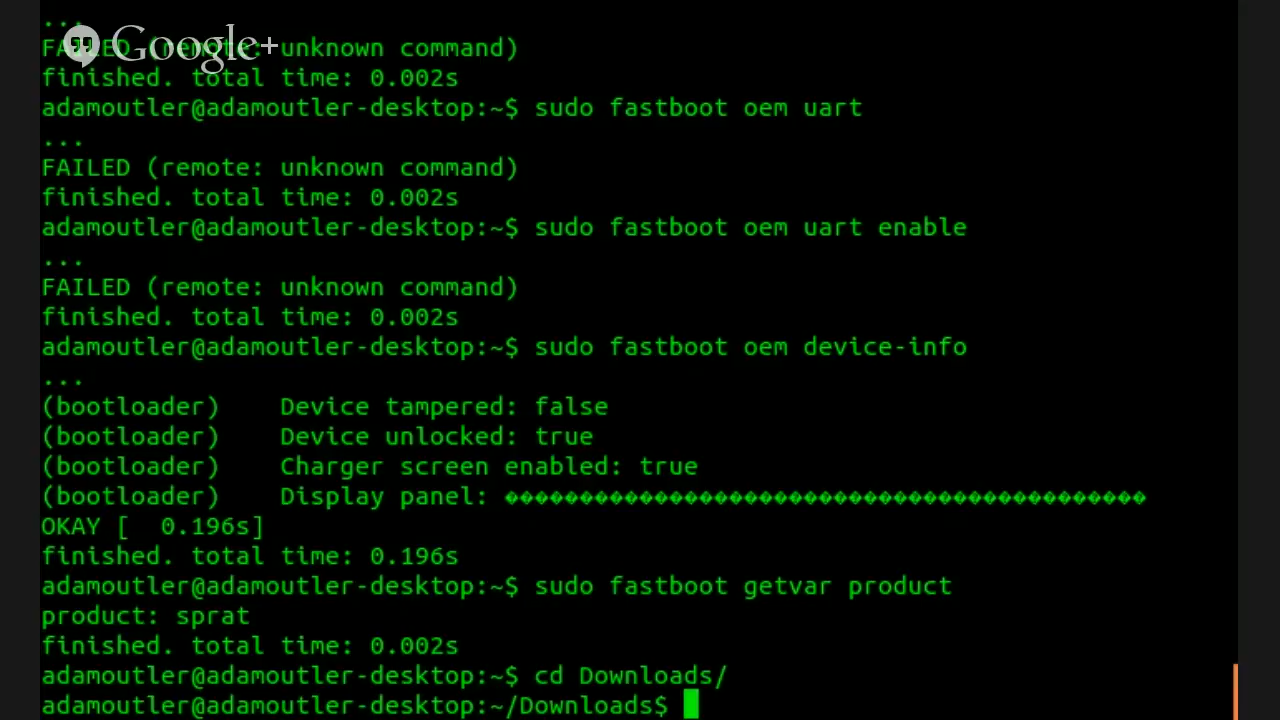 ...
Google+
FAILED (remote: unknown command)
finished. total time: 0.002s
adamoutler@adamoutler-desktop:~$ sudo fastboot oem uart
...
FAILED (remote: unknown command)
finished. total time: 0.002s
adamoutler@adamoutler-desktop:~$ sudo fastboot oem uart enable
...
FAILED (remote: unknown command)
finished. total time: 0.002s
adamoutler@adamoutler-desktop:~$ sudo fastboot oem device-info
...
(bootloader)    Device tampered: false
(bootloader)    Device unlocked: true
(bootloader)    Charger screen enabled: true
(bootloader)    Display panel: �������������������������������������������
OKAY [  0.196s]
finished. total time: 0.196s
adamoutler@adamoutler-desktop:~$ sudo fastboot getvar product
product: sprat
finished. total time: 0.002s
adamoutler@adamoutler-desktop:~$ cd Downloads/
adamoutler@adamoutler-desktop:~/Downloads$